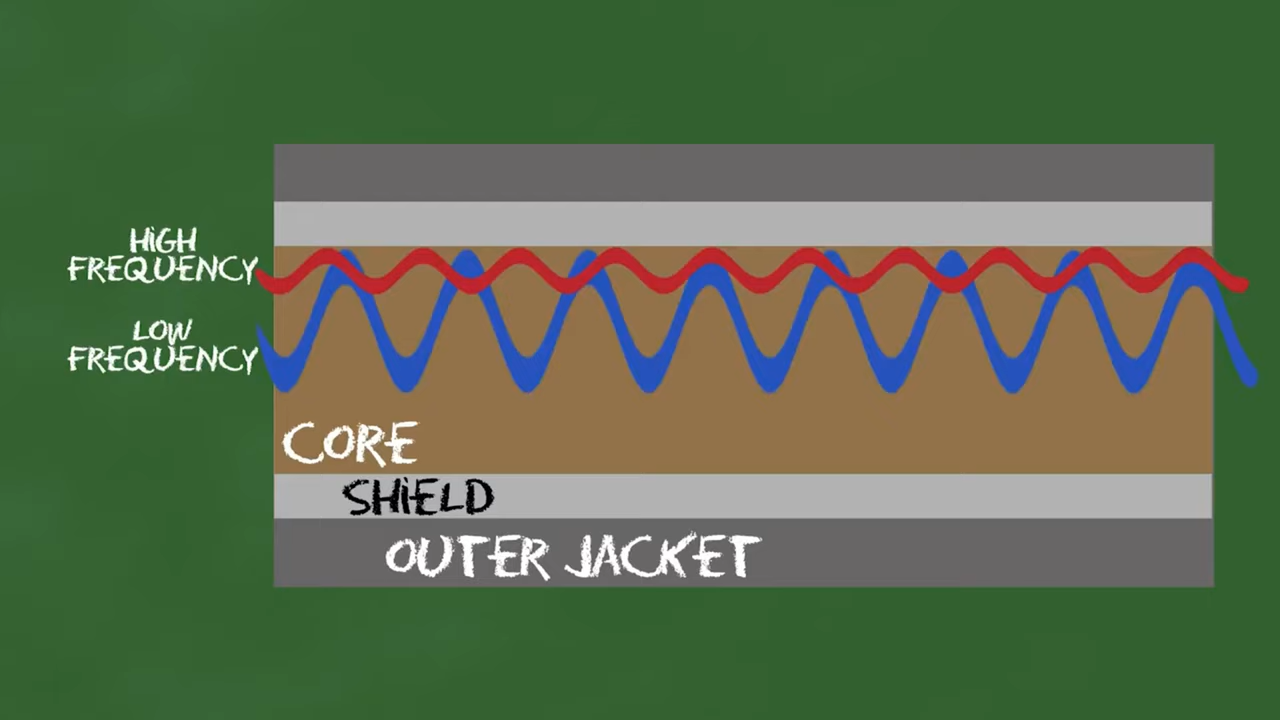 HiGH
FREQUENCY
LOW
FREQUENCY
CORE
SHiELD
OUTER JACKET